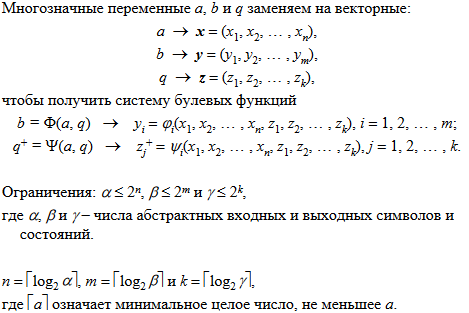 Многозначные переменные a, b и q заменяем на векторные:
a → x = (x₁, x₂, … , xₙ),
b → y = (y₁, y₂, … , yₘ),
q → z = (z₁, z₂, … , zₖ),
чтобы получить систему булевых функций
b = Φ(a, q) → yᵢ = φᵢ(x₁, x₂, … , xₙ, z₁, z₂, … , zₖ), i = 1, 2, … , m;
q⁺ = Ψ(a, q) → zⱼ⁺ = ψᵢ(x₁, x₂, … , xₙ, z₁, z₂, … , zₖ), j = 1, 2, … , k.
Ограничения: α ≤ 2ⁿ, β ≤ 2ᵐ и γ ≤ 2ᵏ,
где α, β и γ – числа абстрактных входных и выходных символов и
состояний.
n = ⌈log₂ α⌉, m = ⌈log₂ β⌉ и k = ⌈log₂ γ⌉,
где ⌈a⌉ означает минимальное целое число, не меньшее a.